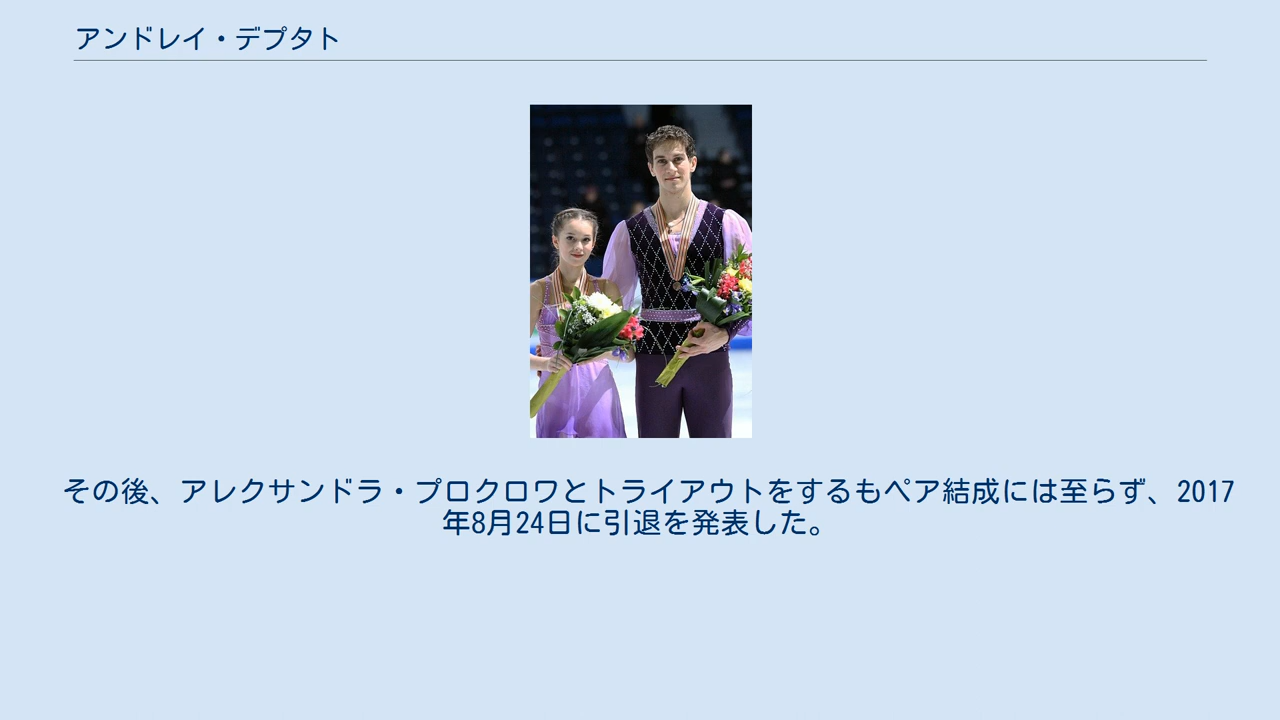 アンドレイ・デプタト
その後、アレクサンドラ・プロクロワとトライアウトをするもペア結成には至らず、2017
年8月24日に引退を発表した。